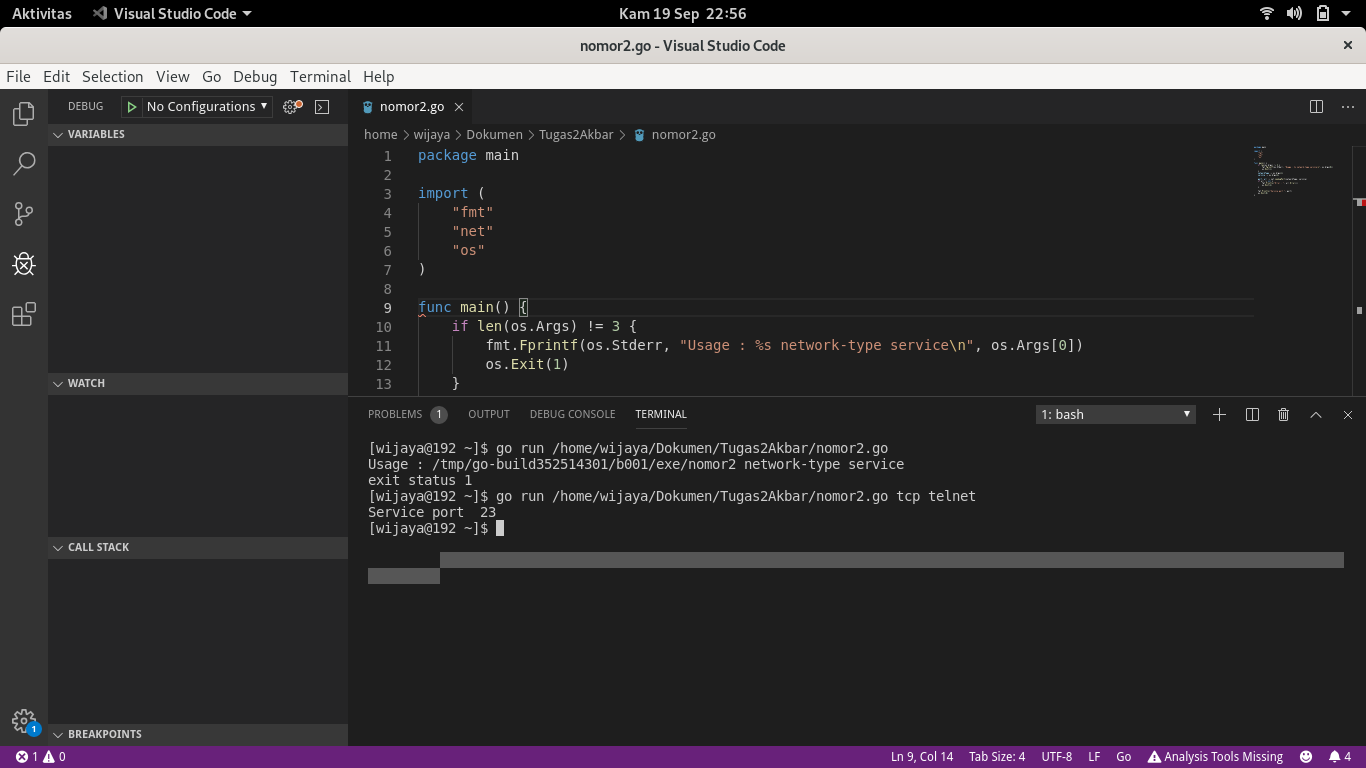 Aktivitas Visual Studio Code Kam 19 Sep 22:56
nomor2.go - Visual Studio Code
File Edit Selection View Go Debug Terminal Help
DEBUG No Configurations
VARIABLES
WATCH
CALL STACK
BREAKPOINTS
1
nomor2.go
home > wijaya > Dokumen > Tugas2Akbar > nomor2.go
1 package main
2
3 import (
4 "fmt"
5 "net"
6 "os"
7 )
8
9 func main() {
10 if len(os.Args) != 3 {
11 fmt.Fprintf(os.Stderr, "Usage : %s network-type service\n", os.Args[0])
12 os.Exit(1)
13 }
PROBLEMS 1 OUTPUT DEBUG CONSOLE TERMINAL 1: bash
[wijaya@192 ~]$ go run /home/wijaya/Dokumen/Tugas2Akbar/nomor2.go
Usage : /tmp/go-build352514301/b001/exe/nomor2 network-type service
exit status 1
[wijaya@192 ~]$ go run /home/wijaya/Dokumen/Tugas2Akbar/nomor2.go tcp telnet
Service port  23
[wijaya@192 ~]$
1 0 Ln 9, Col 14 Tab Size: 4 UTF-8 LF Go Analysis Tools Missing 4